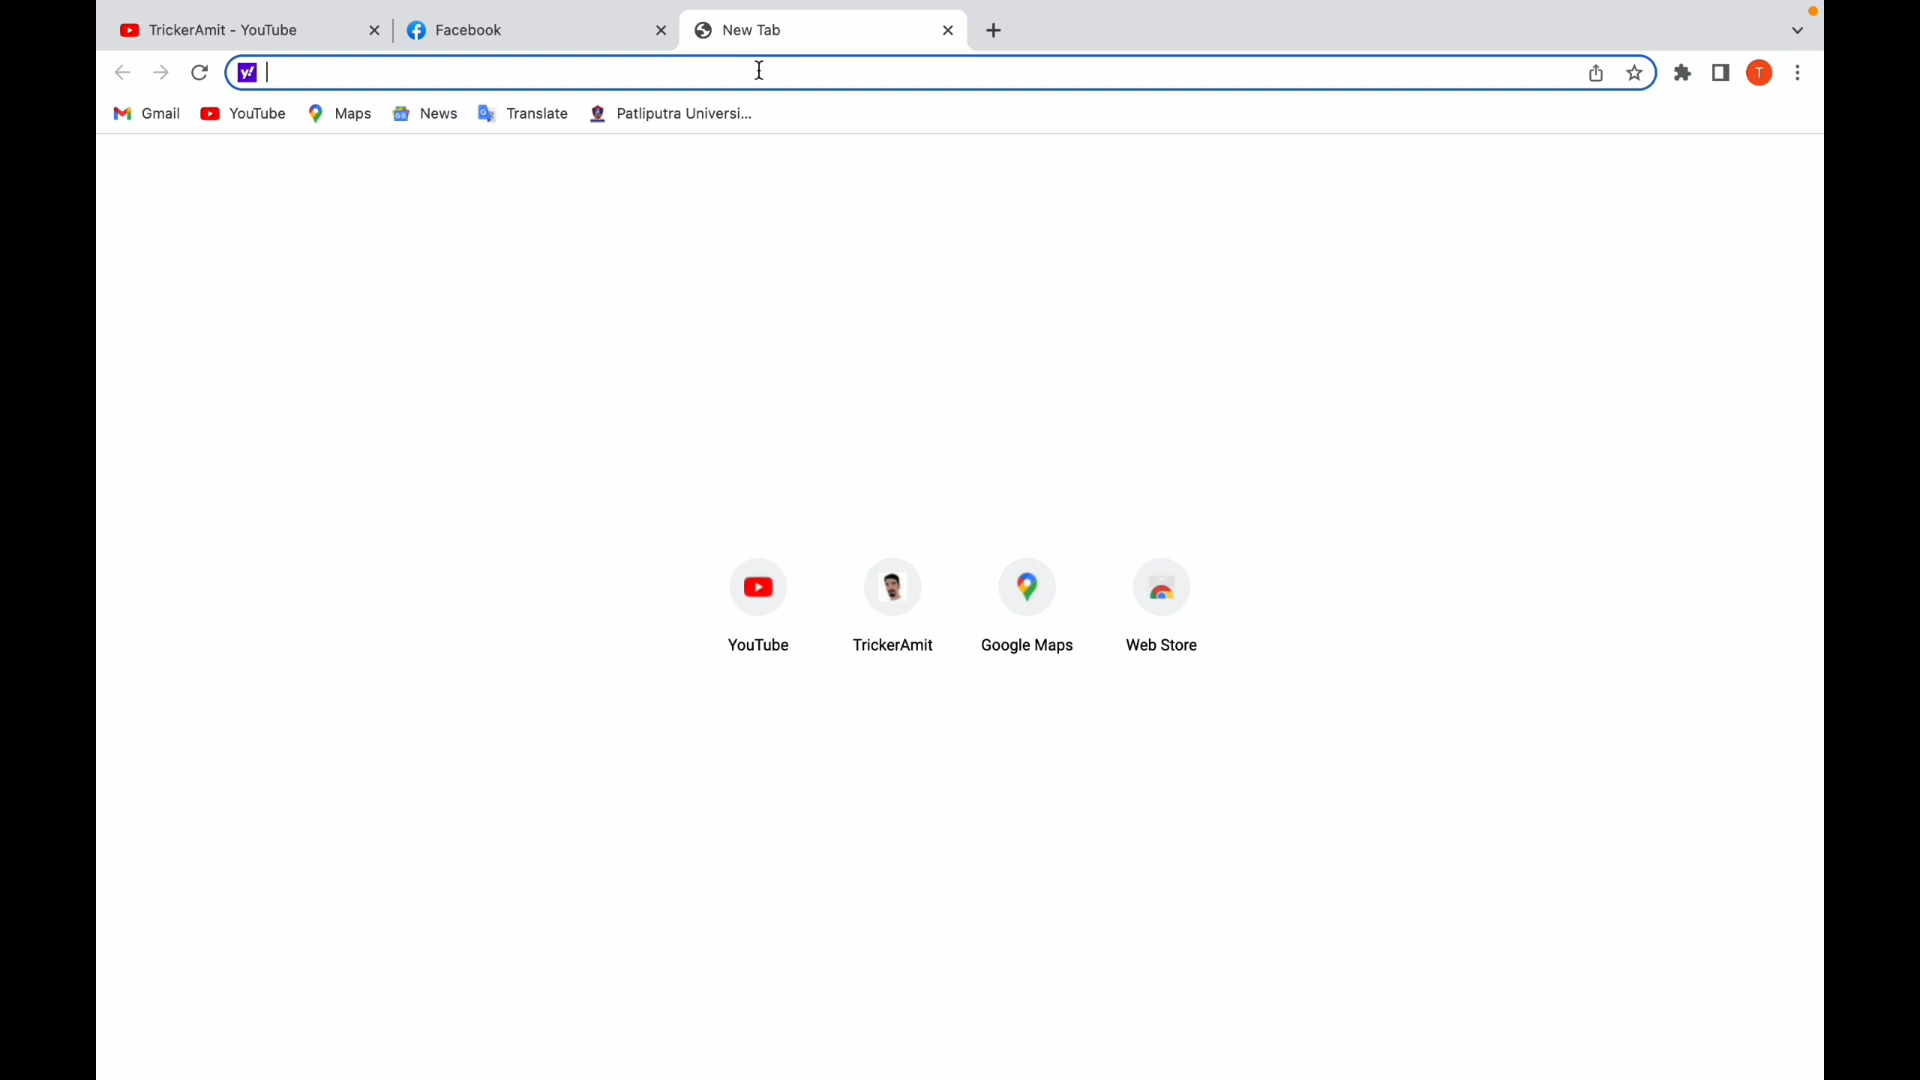 TrickerAmit - YouTube
Facebook
New Tab
y!
Gmail
YouTube
Maps
News
Translate
Patliputra Universi...
T
YouTube
TrickerAmit
Google Maps
Web Store